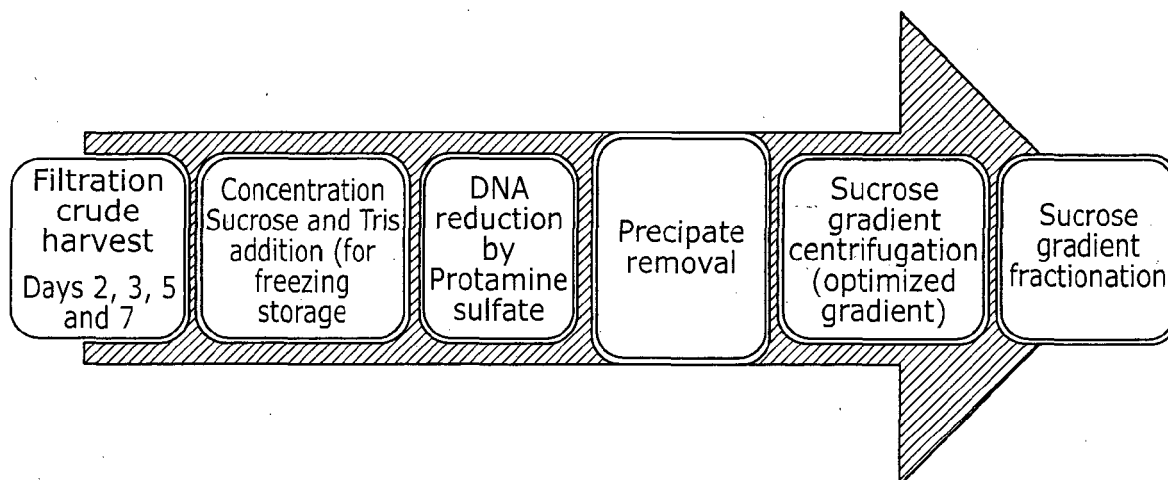 Filtration
crude
harvest
Days 2, 3, 5
and 7
Concentration
Sucrose and Tris
addition (for
freezing
storage
DNA
reduction
by
Protamine
sulfate
Precipate
removal
Sucrose
gradient
centrifugation
(optimized
gradient)
Sucrose
gradient
fractionation